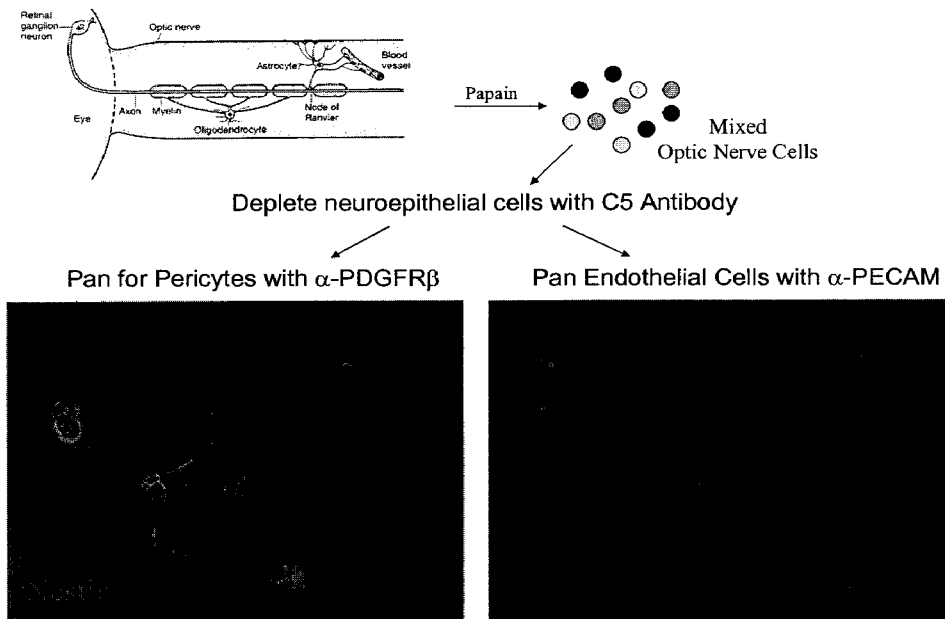 Retinal
ganglion
neuron
Optic nerve
Astrocyte
Blood
vessel
Eye
Axon
Myelin
Oligodendrocyte
Node of
Ranvier
Papain
Mixed
Optic Nerve Cells
Deplete neuroepithelial cells with C5 Antibody
Pan for Pericytes with α-PDGFRβ
Pan Endothelial Cells with α-PECAM